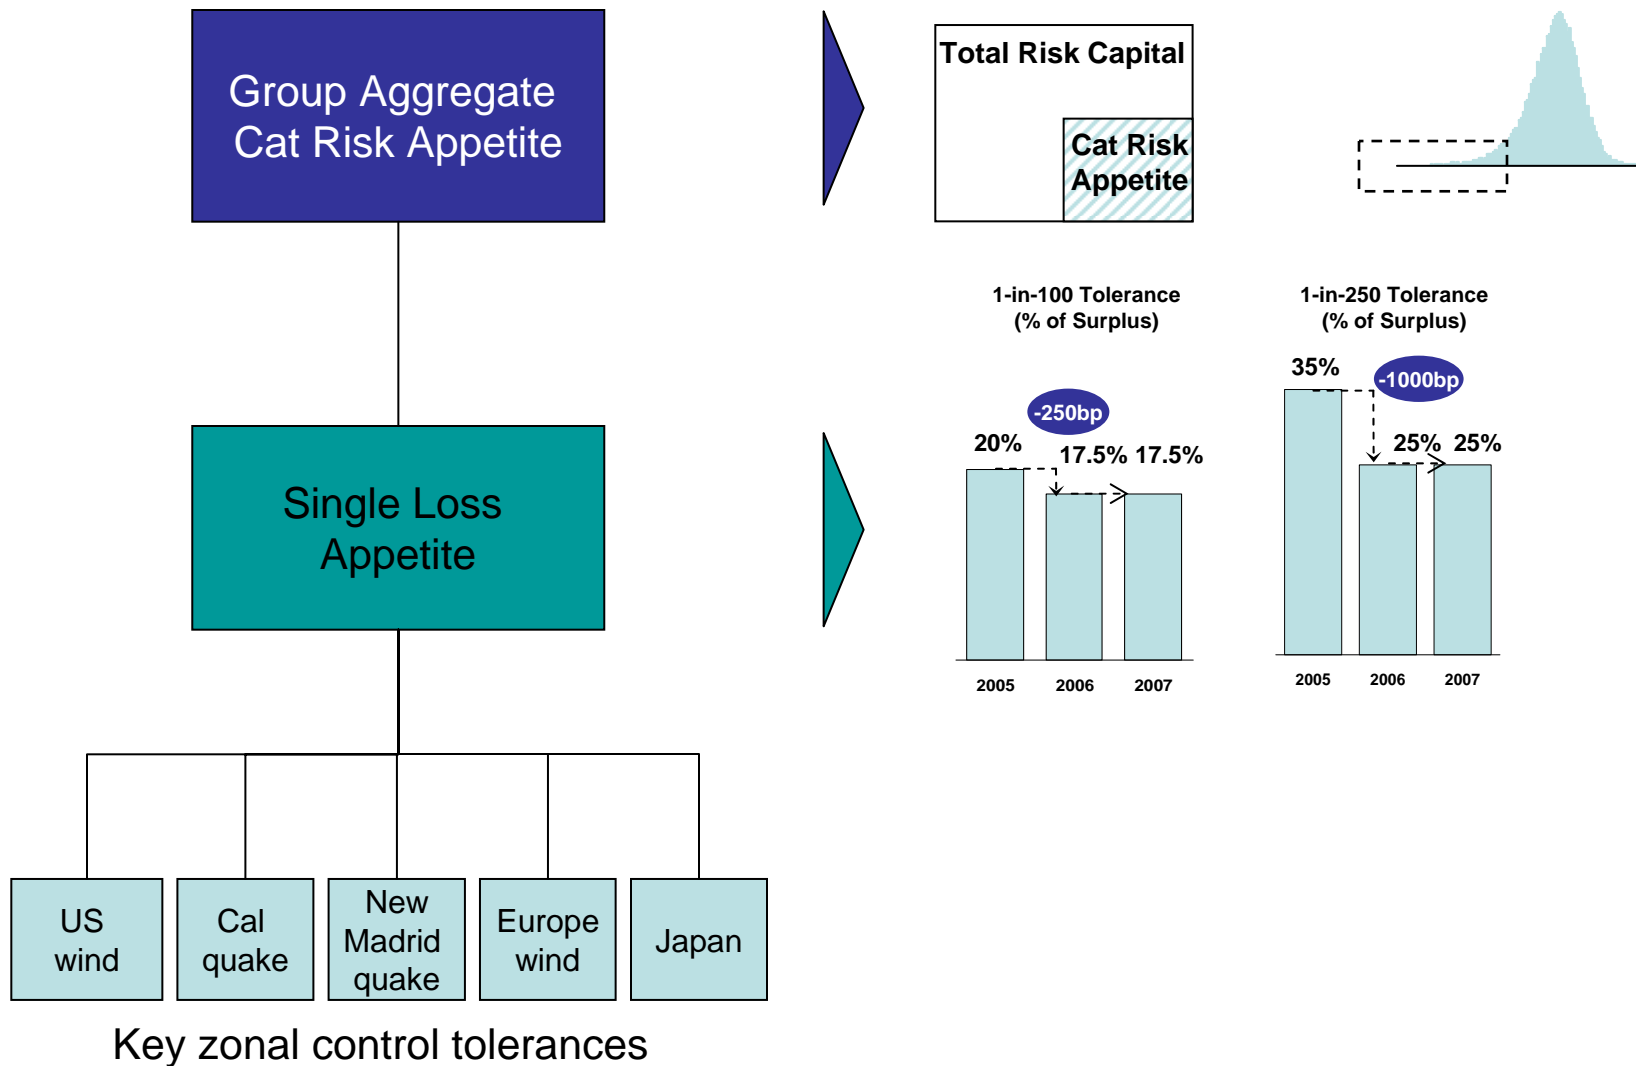 Group Aggregate
Cat Risk Appetite
Total Risk Capital
Cat Risk
Appetite
Single Loss
Appetite
1-in-100 Tolerance
(% of Surplus)
-250bp
20%
17.5%
17.5%
2005
2006
2007
1-in-250 Tolerance
(% of Surplus)
35%
-1000bp
25%
25%
2005
2006
2007
US
wind
Cal
quake
New
Madrid
quake
Europe
wind
Japan
Key zonal control tolerances